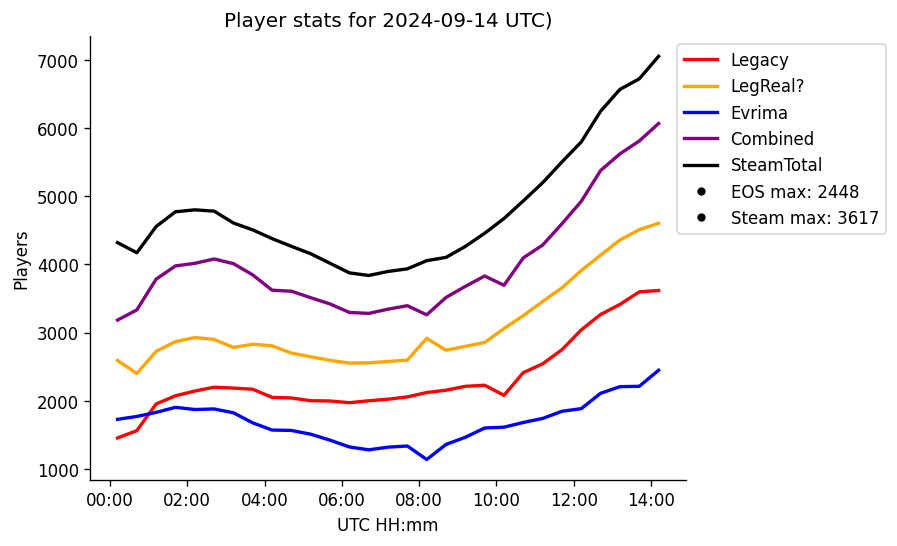 Player stats for 2024-09-14 UTC)
7000
6000
5000
4000
3000
2000
1000
Players
00:00 02:00 04:00 06:00 08:00 10:00 12:00 14:00
UTC HH:mm
Legacy
LegReal?
Evrima
Combined
SteamTotal
EOS max: 2448
Steam max: 3617